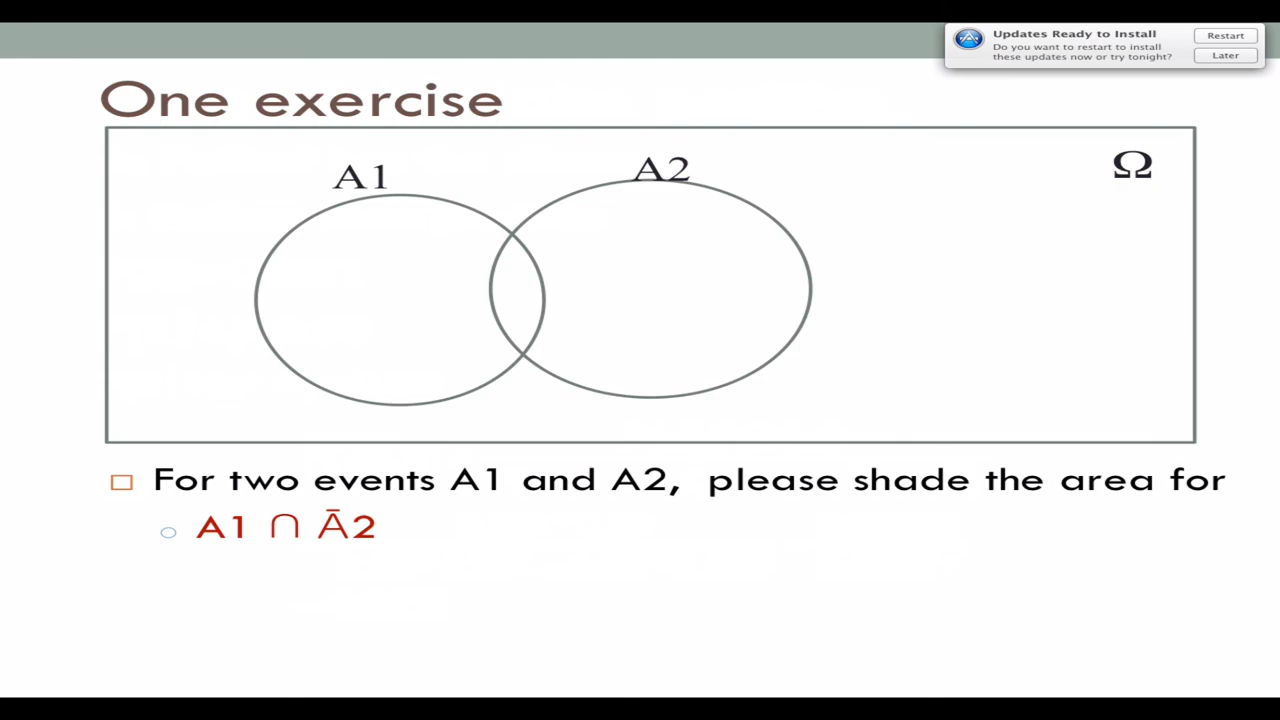 Updates Ready to Install
Restart
Do you want to restart to install
these updates now or try tonight?
Later
One exercise
A1
A2
Ω
For two events A1 and A2, please shade the area for
A1 ∩ Ā2